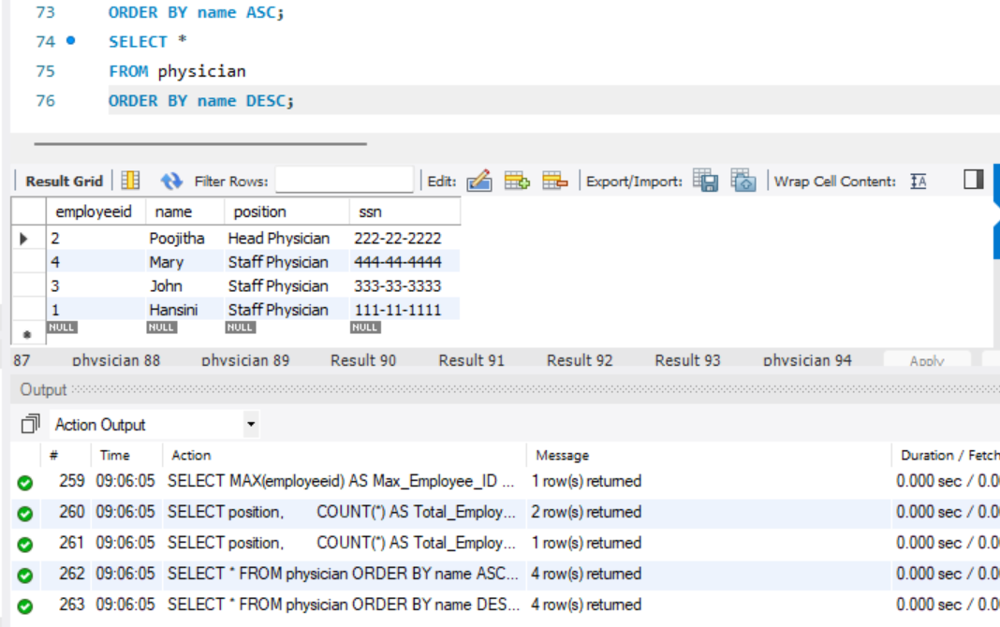 73 ORDER BY name ASC;
74 SELECT *
75 FROM physician
76 ORDER BY name DESC;
Result Grid Filter Rows: Edit: Export/Import: Wrap Cell Content: IA
employeeid name position ssn
2 Poojitha Head Physician 222-22-2222
4 Mary Staff Physician 444-44-4444
3 John Staff Physician 333-33-3333
1 Hansini Staff Physician 111-11-1111
NULL NULL NULL NULL
87 physician 88 physician 89 Result 90 Result 91 Result 92 Result 93 physician 94 Apply
Output
Action Output
# Time Action Message Duration / Fetch
259 09:06:05 SELECT MAX(employeeid) AS Max_Employee_ID ... 1 row(s) returned 0.000 sec / 0.0
260 09:06:05 SELECT position, COUNT(*) AS Total_Employ... 2 row(s) returned 0.000 sec / 0.0
261 09:06:05 SELECT position, COUNT(*) AS Total_Employ... 1 row(s) returned 0.000 sec / 0.0
262 09:06:05 SELECT * FROM physician ORDER BY name ASC... 4 row(s) returned 0.000 sec / 0.0
263 09:06:05 SELECT * FROM physician ORDER BY name DES... 4 row(s) returned 0.000 sec / 0.0